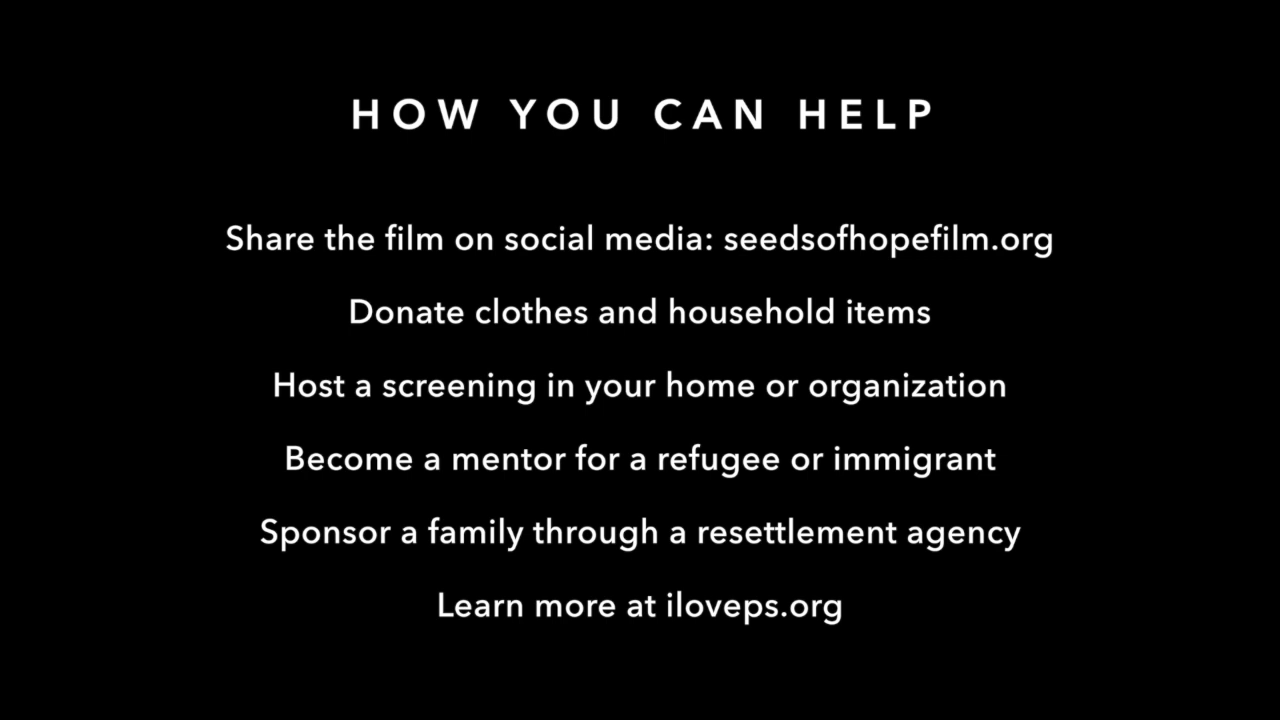 HOW YOU CAN HELP
Share the film on social media: seedsofhopefilm.org
Donate clothes and household items
Host a screening in your home or organization
Become a mentor for a refugee or immigrant
Sponsor a family through a resettlement agency
Learn more at iloveps.org